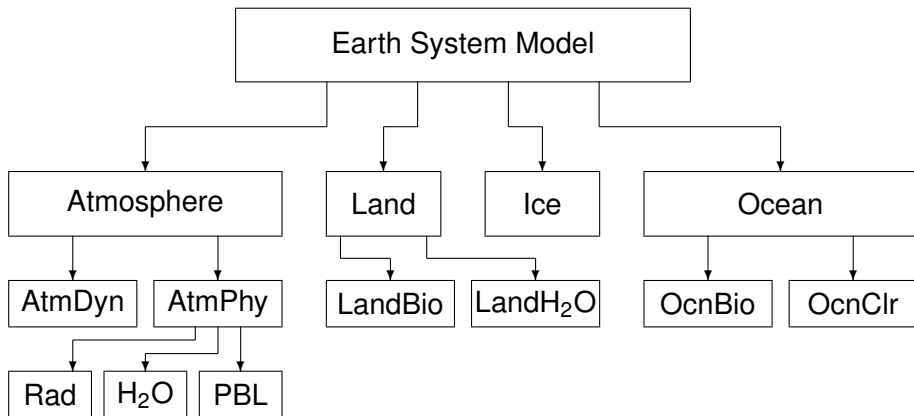 Earth System Model
Atmosphere
Land
Ice
Ocean
AtmDyn
AtmPhy
LandBio
LandH₂O
OcnBio
OcnClr
Rad
H₂O
PBL